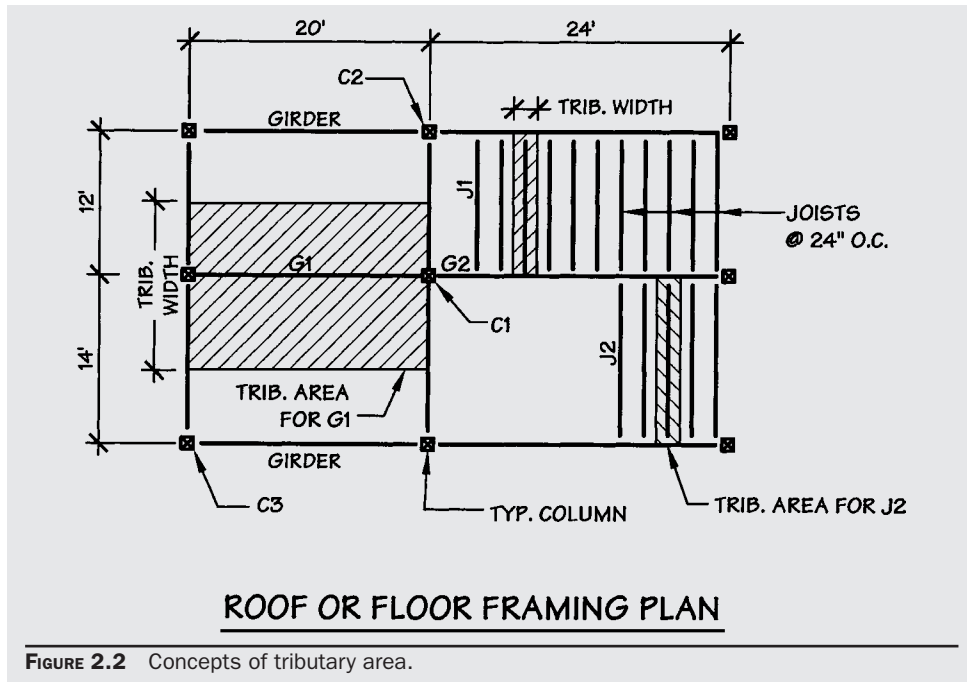 20'
24'
C2
TRIB. WIDTH
GIRDER
12'
J1
JOISTS
@ 24" O.C.
TRIB.
WIDTH
G1
G2
C1
14'
J2
TRIB. AREA
FOR G1
GIRDER
C3
TYP. COLUMN
TRIB. AREA FOR J2
ROOF OR FLOOR FRAMING PLAN
FIGURE 2.2 Concepts of tributary area.